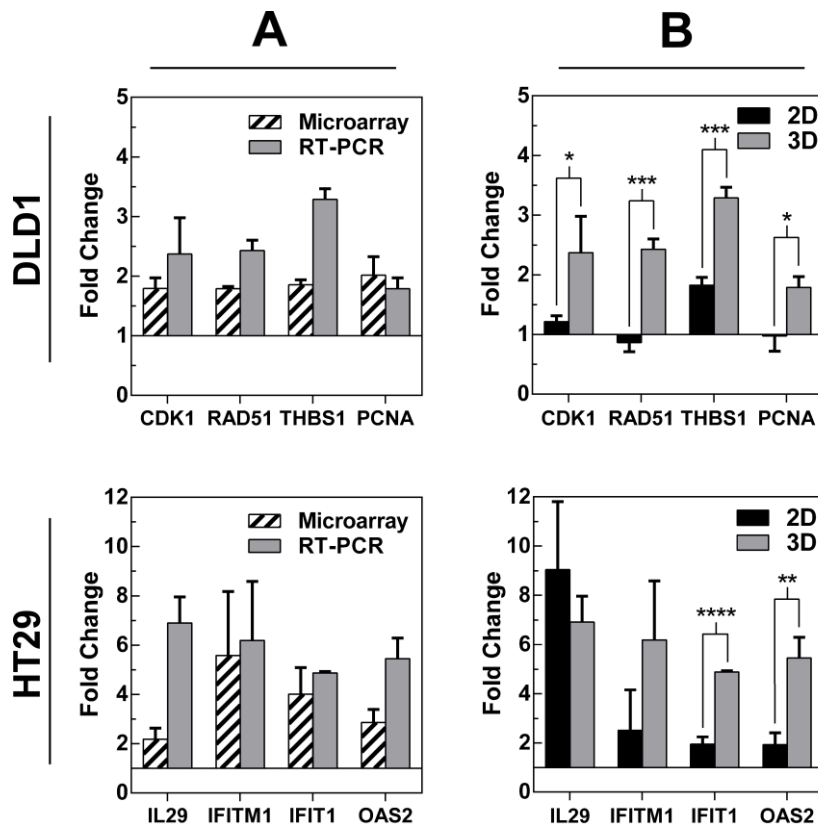 A
B
DLD1
Fold Change
5
4
3
2
1
0
Microarray
RT-PCR
CDK1 RAD51 THBS1 PCNA
Fold Change
5
4
3
2
1
0
2D
3D
*
***
***
*
CDK1 RAD51 THBS1 PCNA
HT29
Fold Change
12
10
8
6
4
2
0
Microarray
RT-PCR
IL29 IFITM1 IFIT1 OAS2
Fold Change
12
10
8
6
4
2
0
2D
3D
****
**
IL29 IFITM1 IFIT1 OAS2